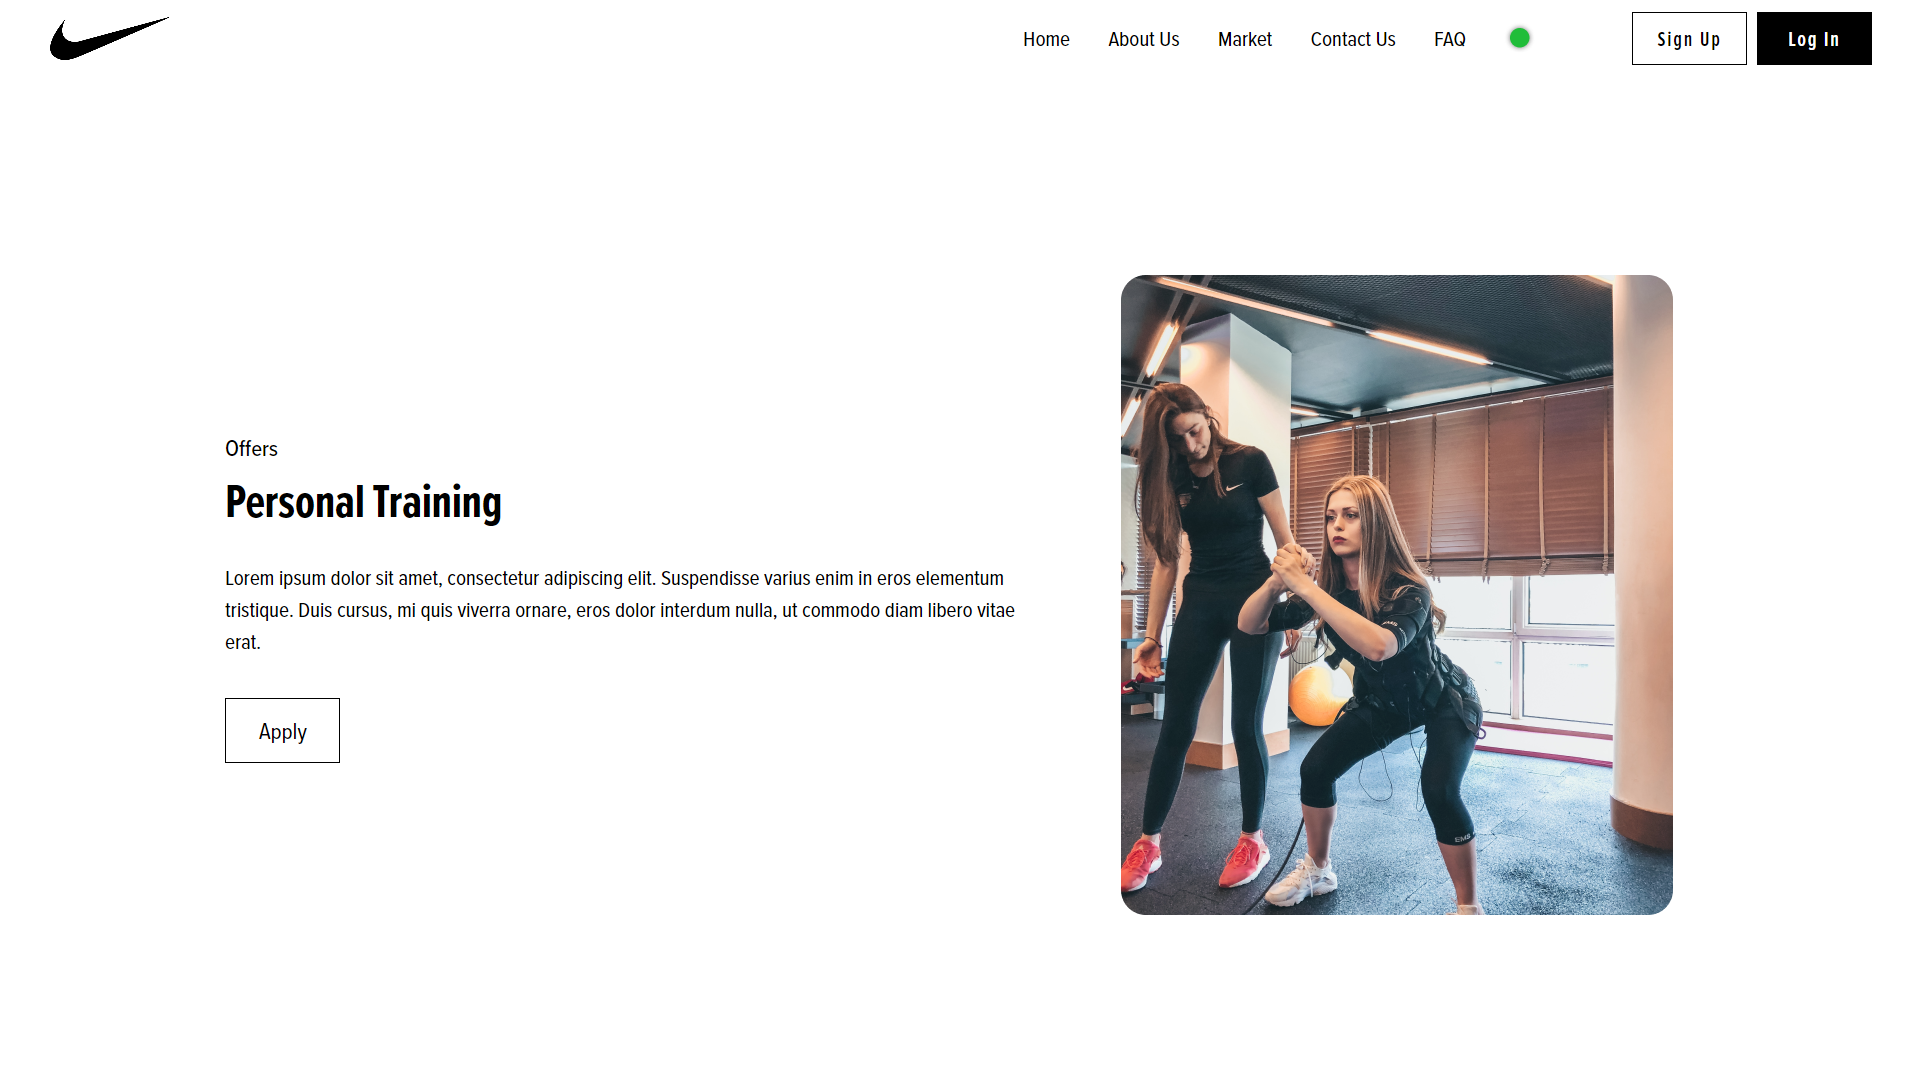 Home About Us Market Contact Us FAQ Sign Up Log In
Offers
Personal Training
Lorem ipsum dolor sit amet, consectetur adipiscing elit. Suspendisse varius enim in eros elementum
tristique. Duis cursus, mi quis viverra ornare, eros dolor interdum nulla, ut commodo diam libero vitae
erat.
Apply
EMS
EMS